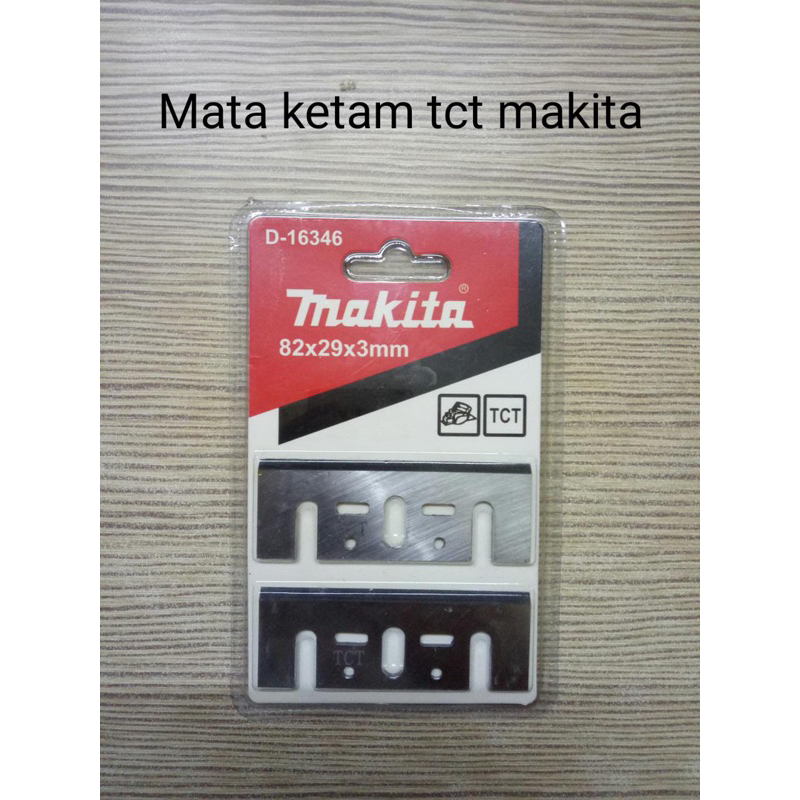 Mata ketam tct makita
D-16346
makita®
82x29x3mm
TCT
TCT